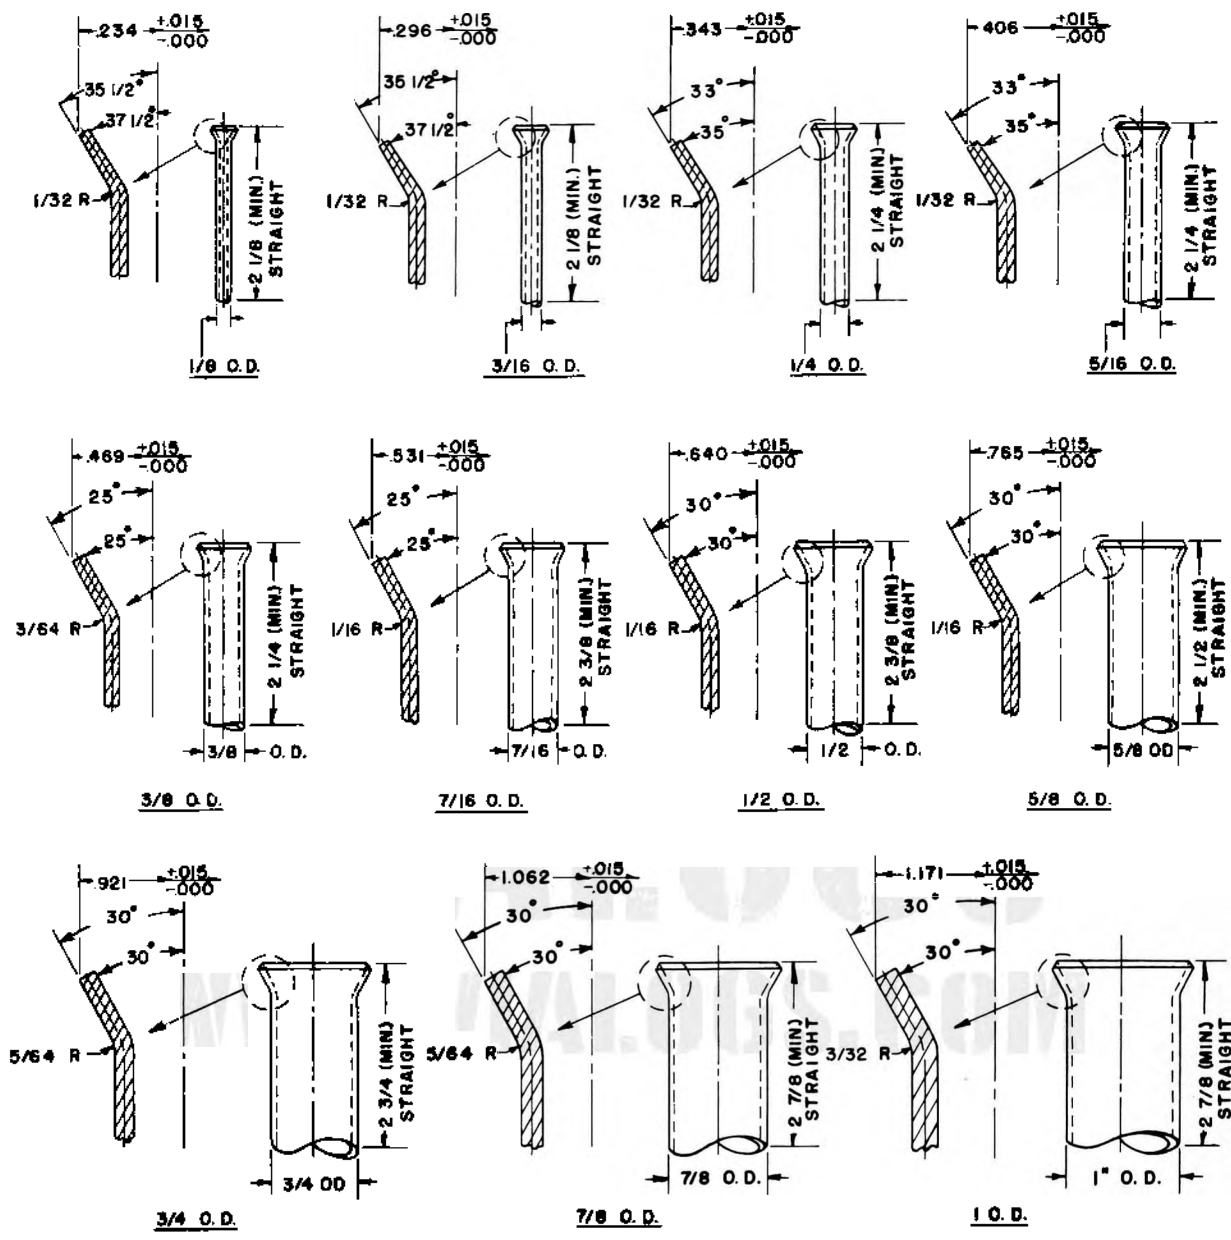 .234 +.015
-.000
35 1/2°
37 1/2°
1/32 R
2 1/8 (MIN.)
STRAIGHT
1/8 O.D.
.296 +.015
-.000
35 1/2°
37 1/2°
1/32 R
2 1/8 (MIN.)
STRAIGHT
3/16 O.D.
.343 +.015
-.000
33°
35°
1/32 R
2 1/4 (MIN)
STRAIGHT
1/4 O.D.
.406 +.015
-.000
33°
35°
1/32 R
2 1/4 (MIN)
STRAIGHT
5/16 O.D.
.469 +.015
-.000
25°
25°
3/64 R
2 1/4 (MIN.)
STRAIGHT
3/8 O.D.
3/8 O.D.
.531 +.015
-.000
25°
25°
1/16 R
2 3/8 (MIN.)
STRAIGHT
7/16 O.D.
7/16 O.D.
.640 +.015
-.000
30°
30°
1/16 R
2 3/8 (MIN.)
STRAIGHT
1/2 O.D.
1/2 O.D.
.765 +.015
-.000
30°
30°
1/16 R
2 1/2 (MIN.)
STRAIGHT
5/8 OD
5/8 O.D.
.921 +.015
-.000
30°
30°
5/64 R
2 3/4 (MIN)
STRAIGHT
3/4 OD
3/4 O.D.
1.062 +.015
-.000
30°
30°
5/64 R
2 7/8 (MIN)
STRAIGHT
7/8 O.D.
7/8 O.D.
1.171 +.015
-.000
30°
30°
3/32 R
2 7/8 (MIN)
STRAIGHT
1" O.D.
1 O.D.